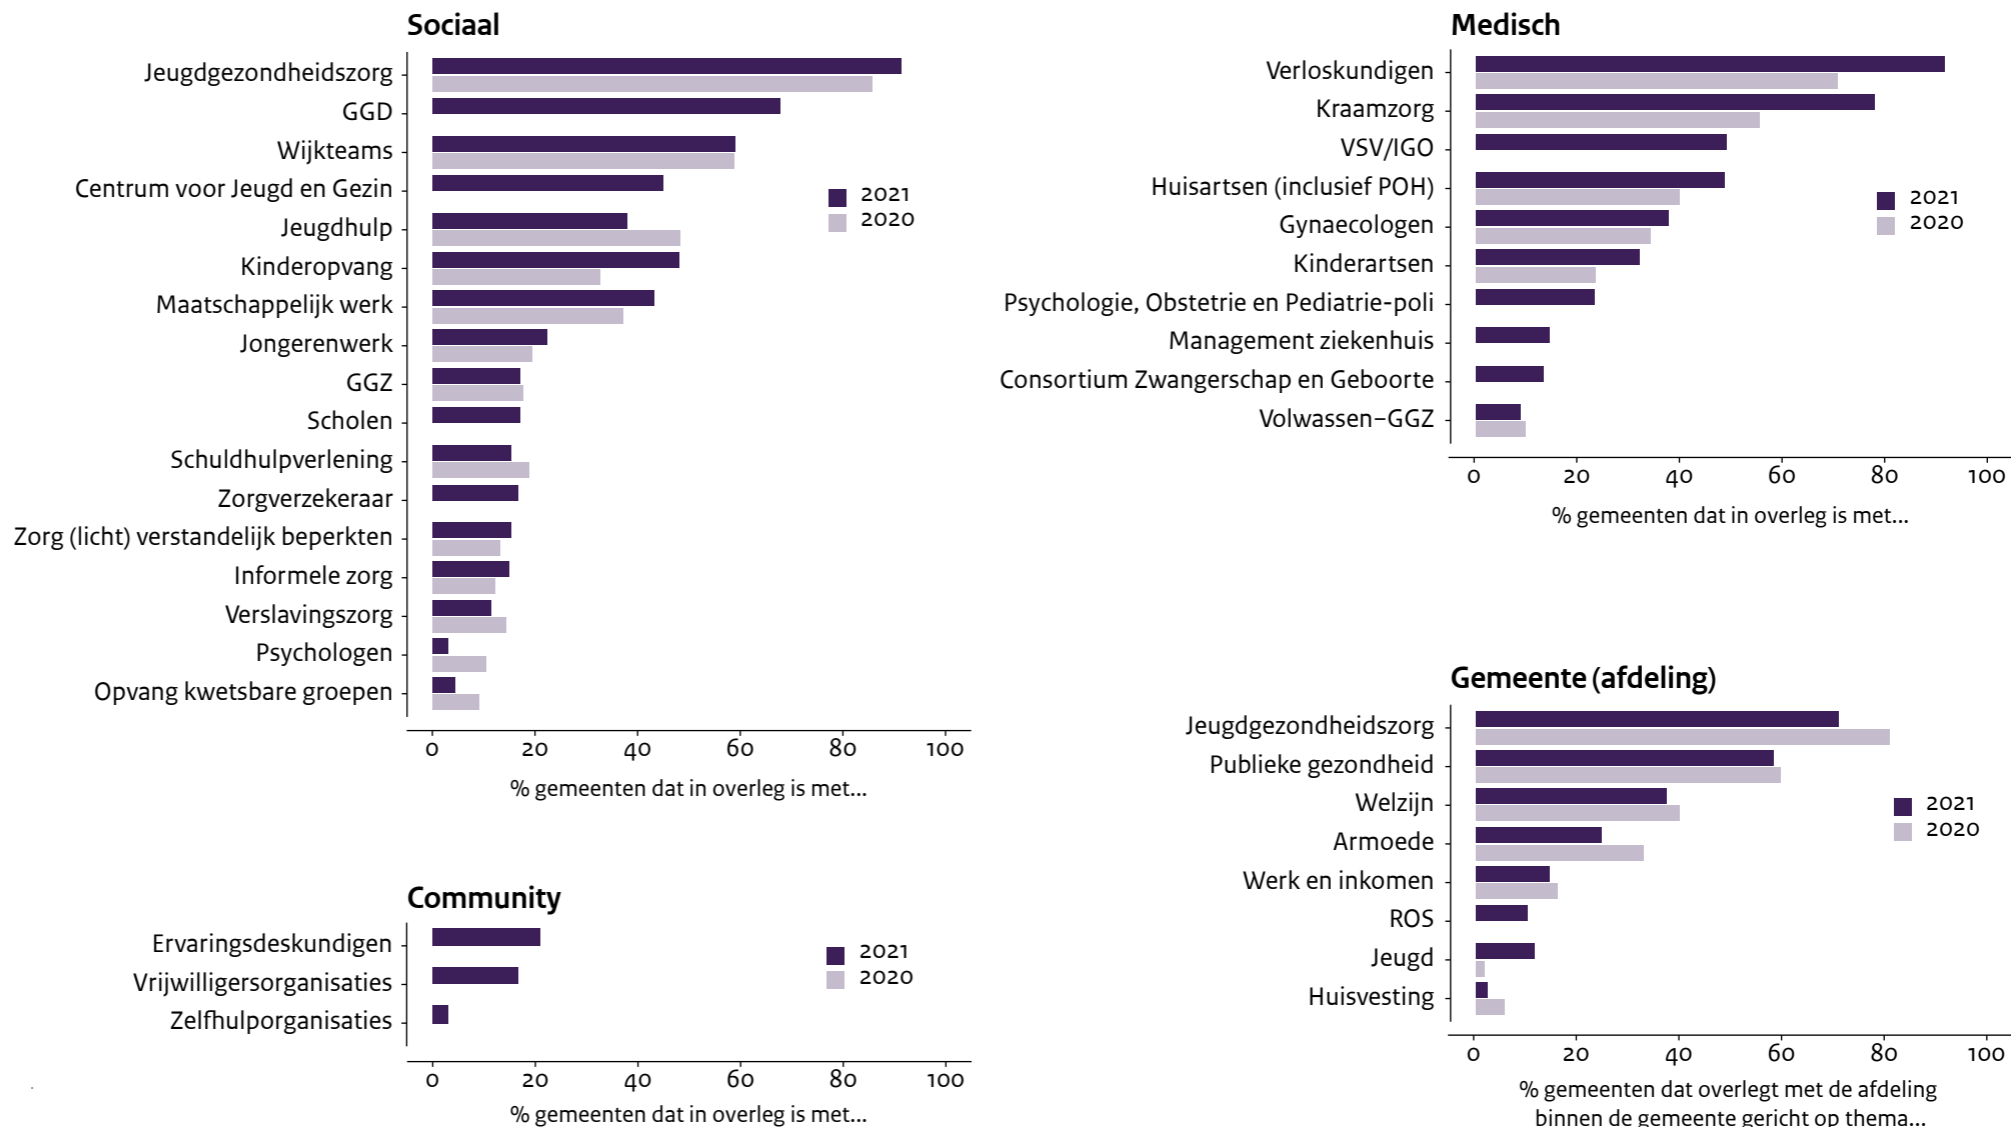 Sociaal
Jeugdgezondheidszorg
GGD
Wijkteams
Centrum voor Jeugd en Gezin
Jeugdhulp
Kinderopvang
Maatschappelijk werk
Jongerenwerk
GGZ
Scholen
Schuldhulpverlening
Zorgverzekeraar
Zorg (licht) verstandelijk beperkten
Informele zorg
Verslavingszorg
Psychologen
Opvang kwetsbare groepen
2021
2020
0 20 40 60 80 100
% gemeenten dat in overleg is met...
Medisch
Verloskundigen
Kraamzorg
VSV/IGO
Huisartsen (inclusief POH)
Gynaecologen
Kinderartsen
Psychologie, Obstetrie en Pediatrie-poli
Management ziekenhuis
Consortium Zwangerschap en Geboorte
Volwassen–GGZ
2021
2020
0 20 40 60 80 100
% gemeenten dat in overleg is met...
Community
Ervaringsdeskundigen
Vrijwilligersorganisaties
Zelfhulporganisaties
2021
2020
0 20 40 60 80 100
% gemeenten dat in overleg is met...
Gemeente (afdeling)
Jeugdgezondheidszorg
Publieke gezondheid
Welzijn
Armoede
Werk en inkomen
ROS
Jeugd
Huisvesting
2021
2020
0 20 40 60 80 100
% gemeenten dat overlegt met de afdeling
binnen de gemeente gericht op thema...